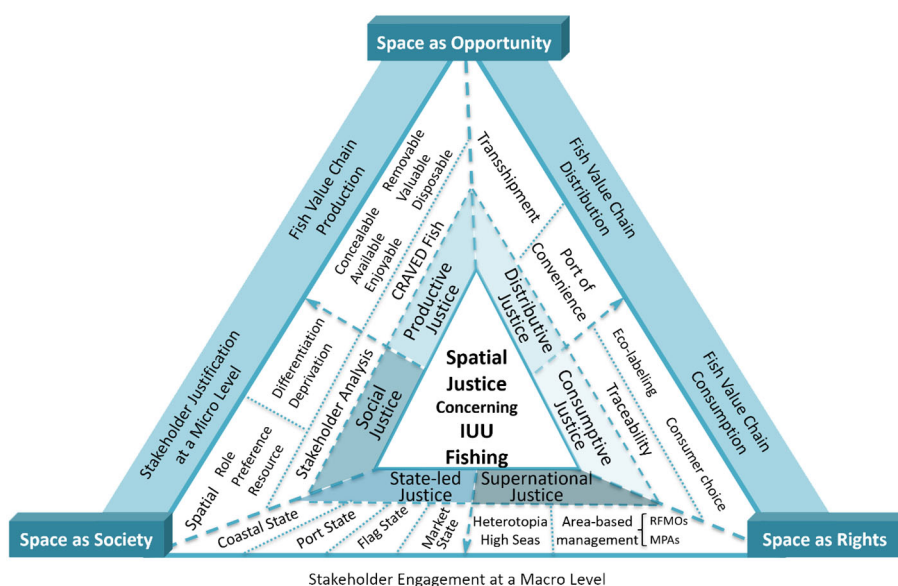 Space as Opportunity
Fish Value Chain
Production
Fish Value Chain
Distribution
Concealable
Available
Enjoyable
Removable
Valuable
Disposable
CRAVED Fish
Transshipment
Port of
Convenience
Productive
Justice
Distributive
Justice
Stakeholder Justification
at a Micro Level
Differentiation
Deprivation
Stakeholder Analysis
Social
Justice
Spatial
Justice
Concerning
IUU
Fishing
Consumptive
Justice
Eco-labeling
Traceability
Consumer choice
Fish Value Chain
Consumption
Spatial
Role
Preference
Resource
State-led
Justice
Supernational
Justice
Space as Society
Coastal State
Port State
Flag State
Market
State
Heterotopia
High Seas
Area-based
management
RFMOs
MPAs
Space as Rights
Stakeholder Engagement at a Macro Level